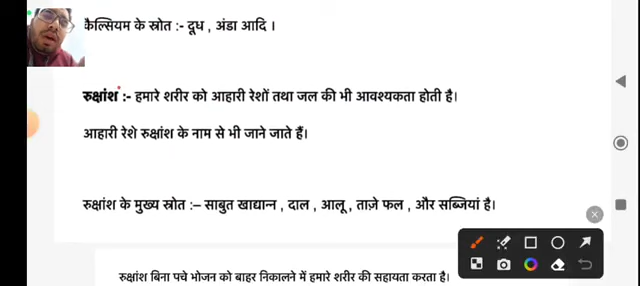 कैल्सियम के स्रोत :- दूध , अंडा आदि ।
रुक्षांश :- हमारे शरीर को आहारी रेशों तथा जल की भी आवश्यकता होती है।
आहारी रेशे रुक्षांश के नाम से भी जाने जाते हैं।
रुक्षांश के मुख्य स्रोत :– साबुत खाद्यान्न , दाल , आलू , ताज़े फल , और सब्जियां है।
रुक्षांश बिना पचे भोजन को बाहर निकालने में हमारे शरीर की सहायता करता है।